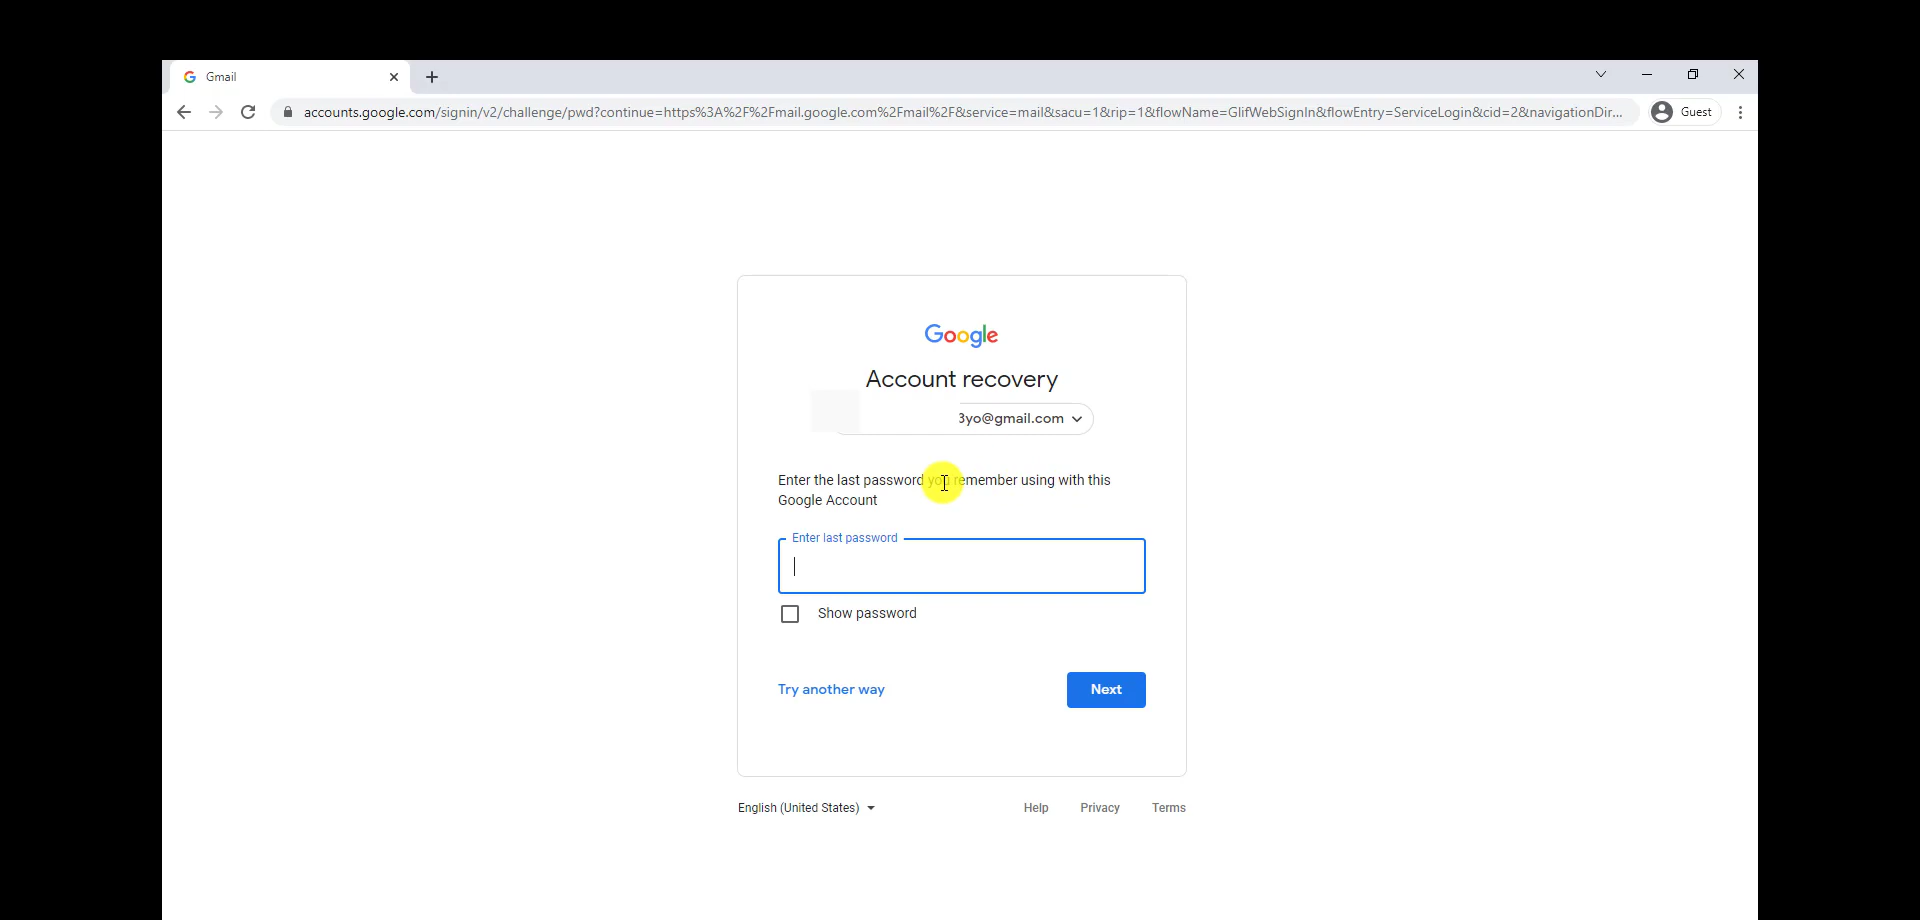 Gmail
accounts.google.com/signin/v2/challenge/pwd?continue=https%3A%2F%2Fmail.google.com%2Fmail%2F&service=mail&sacu=1&rip=1&flowName=GlifWebSignIn&flowEntry=ServiceLogin&cid=2&navigationDir...
Guest
Google
Account recovery
3yo@gmail.com
Enter the last password you remember using with this
Google Account
Enter last password
Show password
Try another way
Next
English (United States)
Help
Privacy
Terms